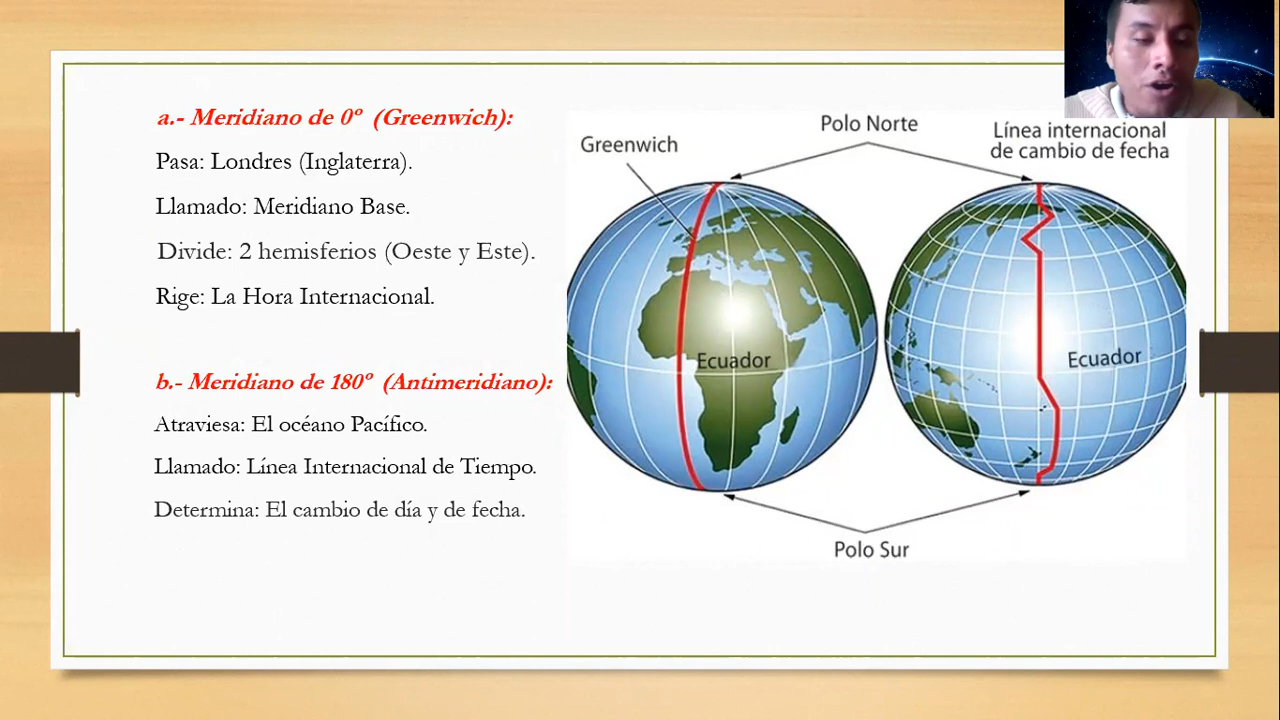 a.- Meridiano de 0º (Greenwich):
Pasa: Londres (Inglaterra).
Llamado: Meridiano Base.
Divide: 2 hemisferios (Oeste y Este).
Rige: La Hora Internacional.
b.- Meridiano de 180º (Antimeridiano):
Atraviesa: El océano Pacífico.
Llamado: Línea Internacional de Tiempo.
Determina: El cambio de día y de fecha.
Greenwich
Polo Norte
Línea internacional
de cambio de fecha
Ecuador
Ecuador
Polo Sur